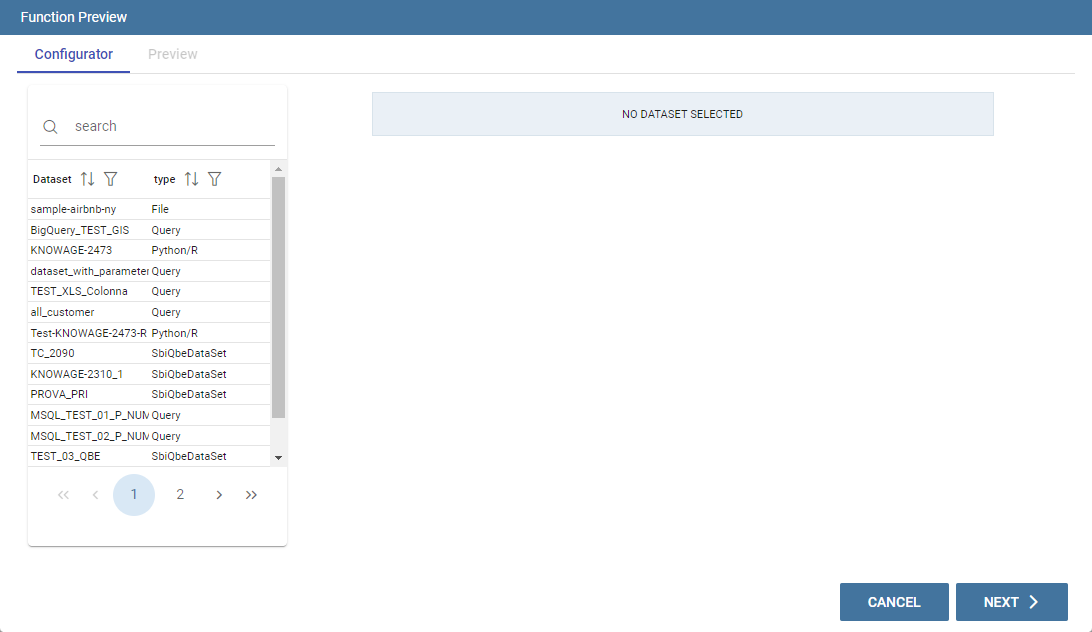 Function Preview
Configurator Preview
search
NO DATASET SELECTED
Dataset type
sample-airbnb-ny File
BigQuery_TEST_GIS Query
KNOWAGE-2473 Python/R
dataset_with_parameter Query
TEST_XLS_Colonna Query
all_customer Query
Test-KNOWAGE-2473-R Python/R
TC_2090 SbiQbeDataSet
KNOWAGE-2310_1 SbiQbeDataSet
PROVA_PRI SbiQbeDataSet
MSQL_TEST_01_P_NUM Query
MSQL_TEST_02_P_NUM Query
TEST_03_QBE SbiQbeDataSet
1 2
CANCEL NEXT